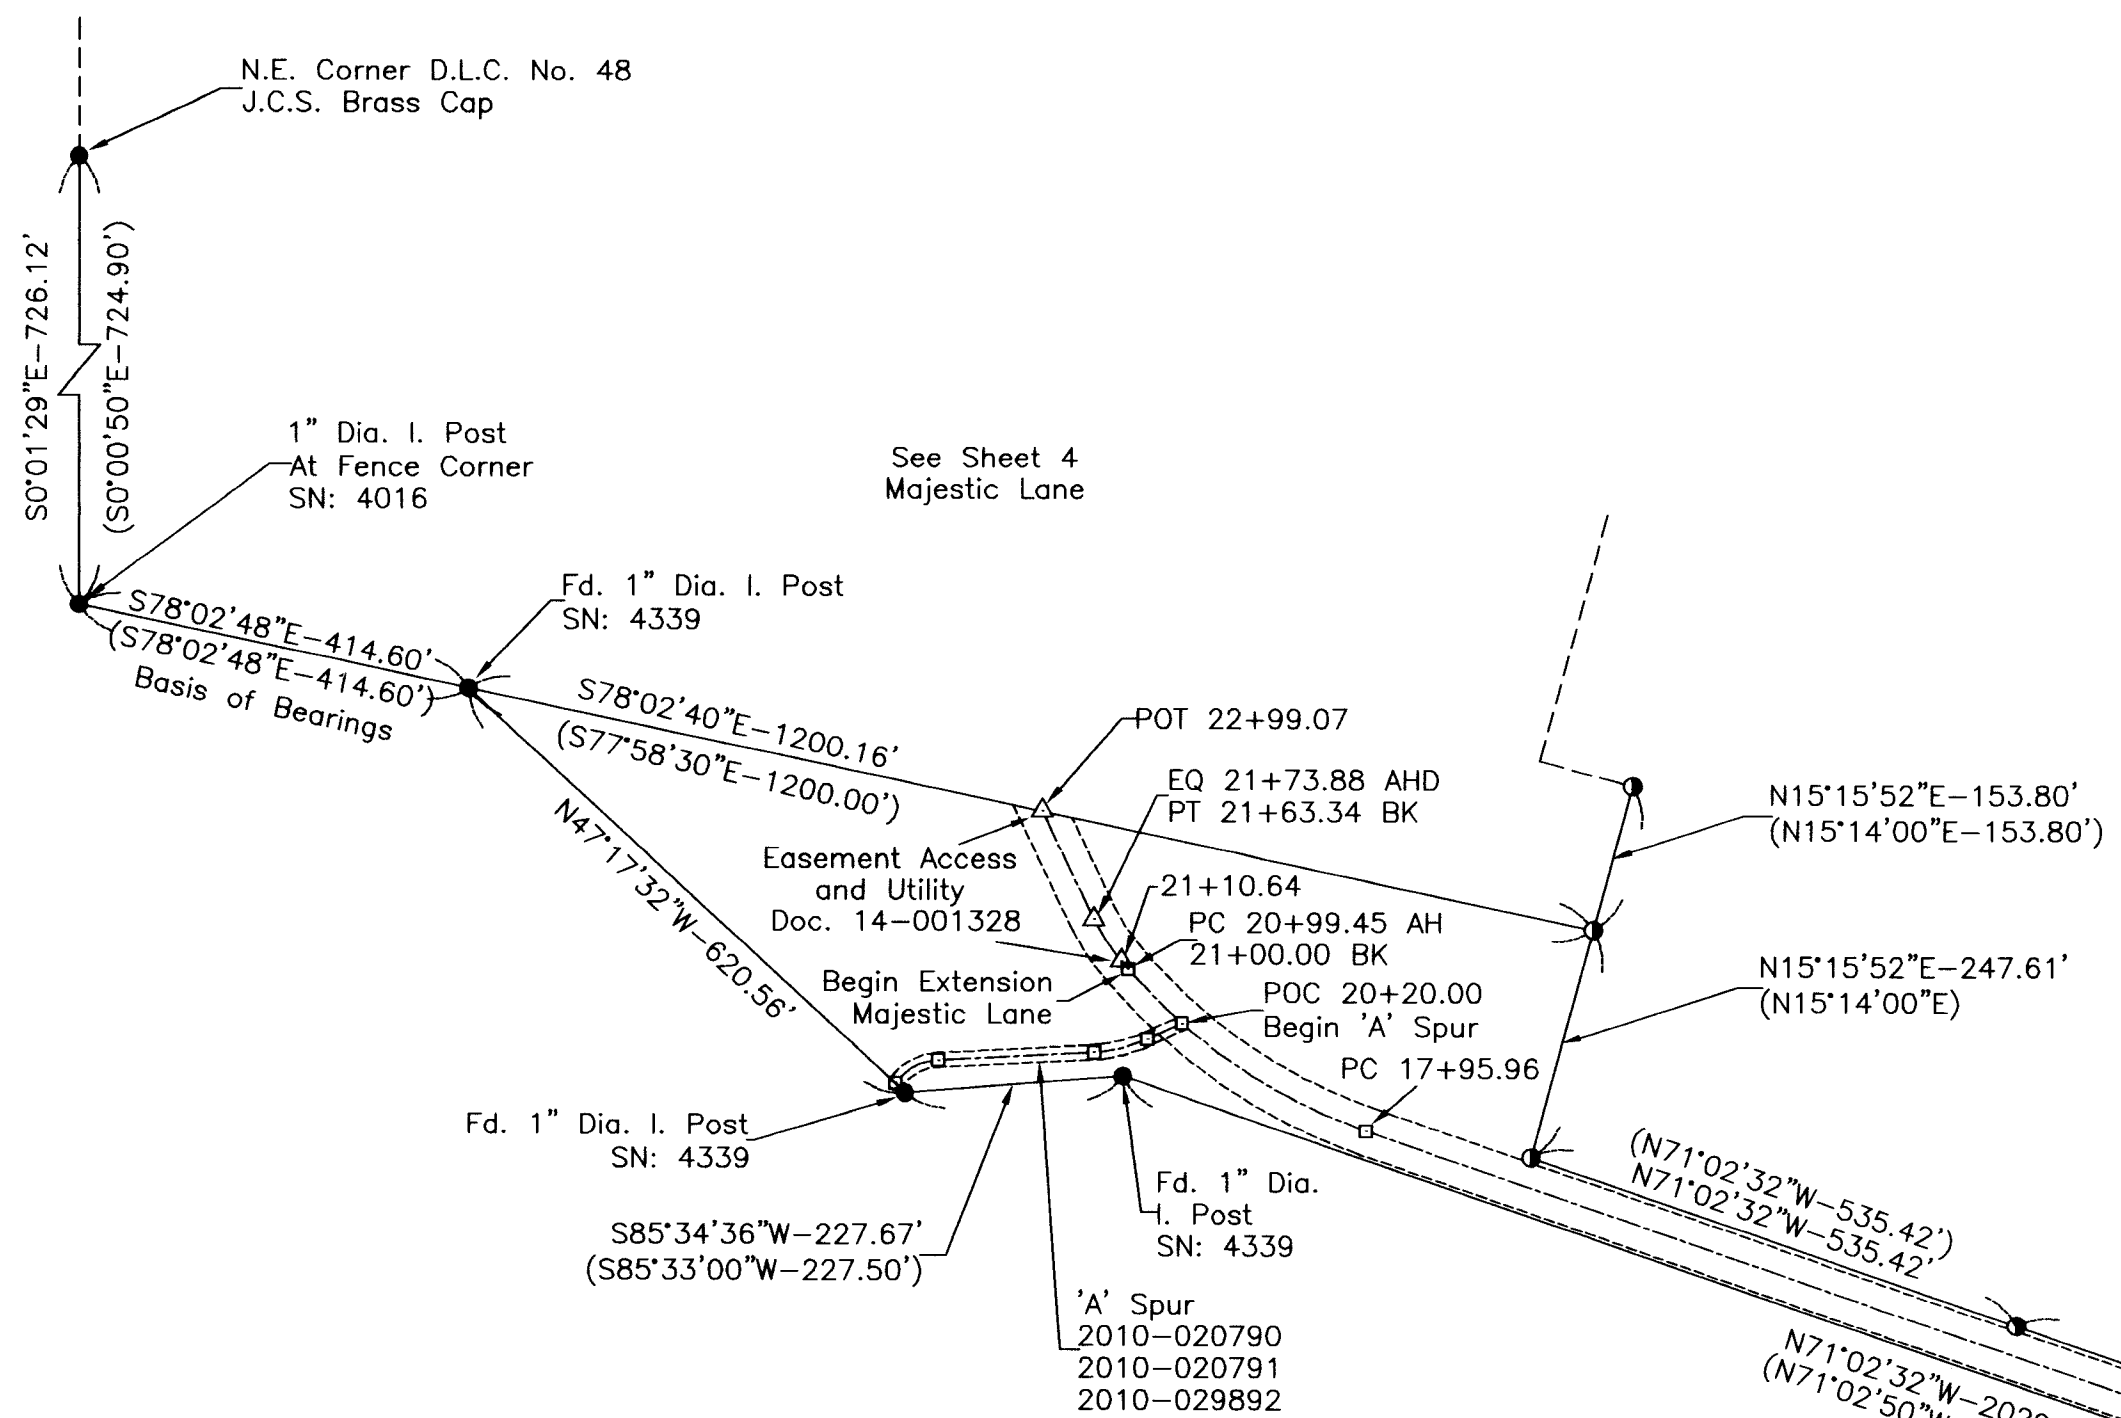 N.E. Corner D.L.C. No. 48
J.C.S. Brass Cap
S0°01'29"E-726.12'
(S0°00'50"E-724.90')
1" Dia. I. Post
At Fence Corner
SN: 4016
See Sheet 4
Majestic Lane
Fd. 1" Dia. I. Post
SN: 4339
S78°02'48"E-414.60'
(S78°02'48"E-414.60')
Basis of Bearings
S78°02'40"E-1200.16'
(S77°58'30"E-1200.00')
N47°17'32"W-620.56'
POT 22+99.07
EQ 21+73.88 AHD
PT 21+63.34 BK
N15°15'52"E-153.80'
(N15°14'00"E-153.80')
Easement Access
and Utility
Doc. 14-001328
21+10.64
PC 20+99.45 AH
21+00.00 BK
Begin Extension
Majestic Lane
POC 20+20.00
Begin 'A' Spur
N15°15'52"E-247.61'
(N15°14'00"E)
PC 17+95.96
Fd. 1" Dia. I. Post
SN: 4339
Fd. 1" Dia.
I. Post
SN: 4339
S85°34'36"W-227.67'
(S85°33'00"W-227.50')
(N71°02'32"W-535.42')
N71°02'32"W-535.42'
'A' Spur
2010-020790
2010-020791
2010-029892
N71°02'32"W-
(N71°02'50"W